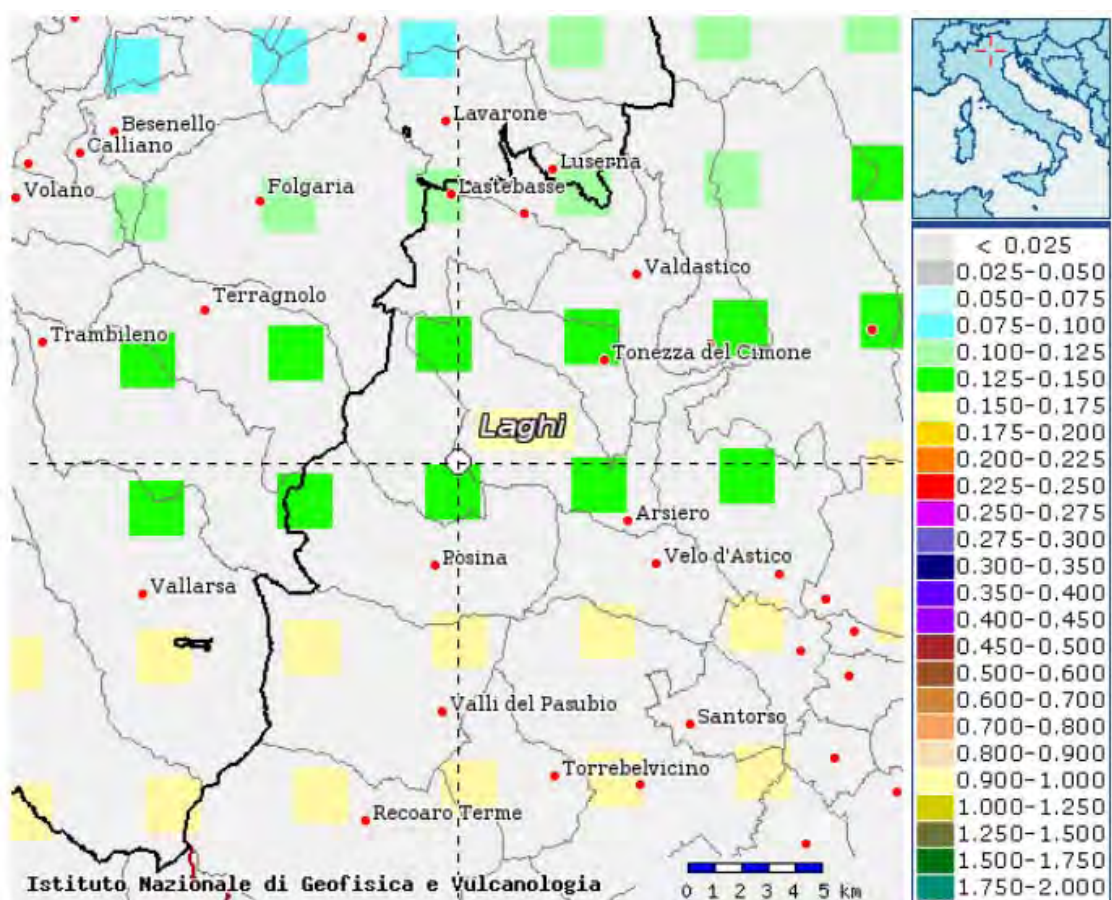 Lavarone
Besenello
Calliano
Luserna
Volano
Folgaria
Lastebasse
Valdastico
Terragnolo
Trambileno
Tonezza del Cimone
Laghi
Arsiero
Posina
Velo d'Astico
Vallarsa
Valli del Pasubio
Santorso
Torrebelvicino
Recoaro Terme
Istituto Nazionale di Geofisica e Vulcanologia
0 1 2 3 4 5 km
< 0.025
0.025-0.050
0.050-0.075
0.075-0.100
0.100-0.125
0.125-0.150
0.150-0.175
0.175-0.200
0.200-0.225
0.225-0.250
0.250-0.275
0.275-0.300
0.300-0.350
0.350-0.400
0.400-0.450
0.450-0.500
0.500-0.600
0.600-0.700
0.700-0.800
0.800-0.900
0.900-1.000
1.000-1.250
1.250-1.500
1.500-1.750
1.750-2.000